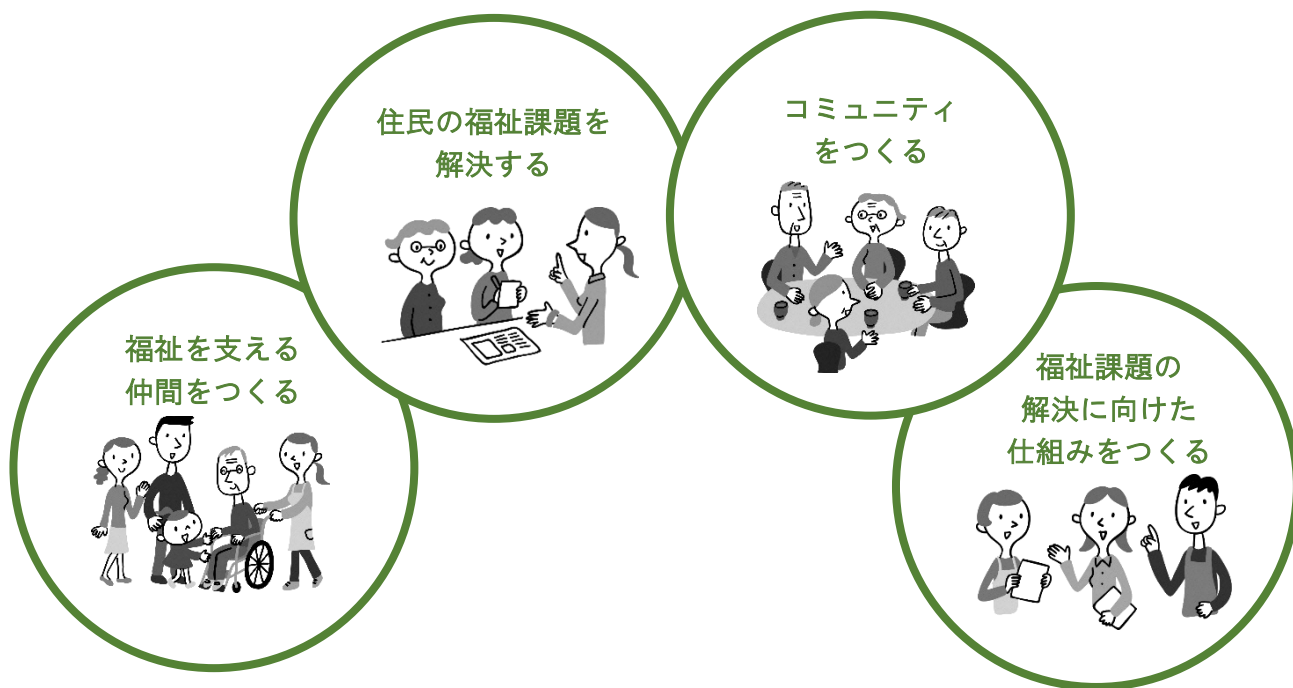 福祉を支える
仲間をつくる
住民の福祉課題を
解決する
コミュニティ
をつくる
福祉課題の
解決に向けた
仕組みをつくる